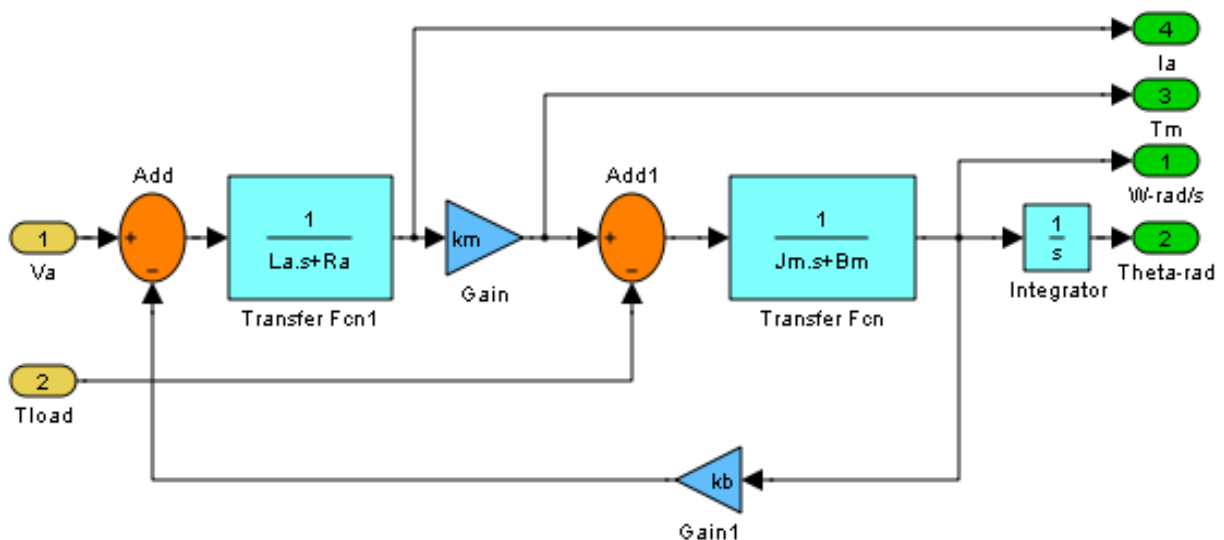 4
Ia
3
Tm
Add
Add1
1
W-rad/s
1
Va
+
−
1
La.s+Ra
Transfer Fcn1
km
Gain
+
−
1
Jm.s+Bm
Transfer Fcn
1
s
Integrator
2
Theta-rad
2
Tload
kb
Gain1